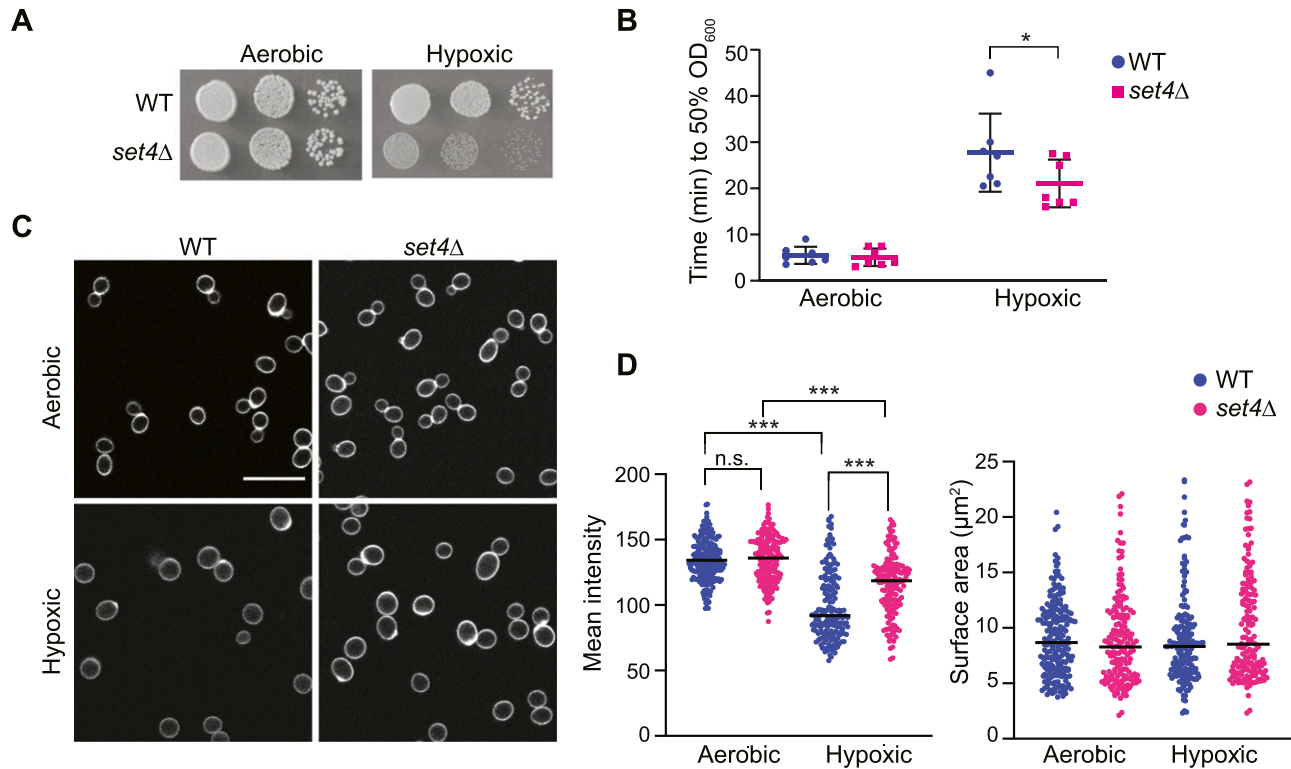 A
Aerobic Hypoxic
WT
set4Δ
B
Time (min) to 50% OD600
50
40
30
20
10
0
*
WT
set4Δ
Aerobic Hypoxic
C
WT set4Δ
Aerobic
Hypoxic
D
WT
set4Δ
Mean intensity
200
150
100
50
0
***
***
n.s.
***
Aerobic Hypoxic
Surface area (µm²)
25
20
15
10
5
0
Aerobic Hypoxic